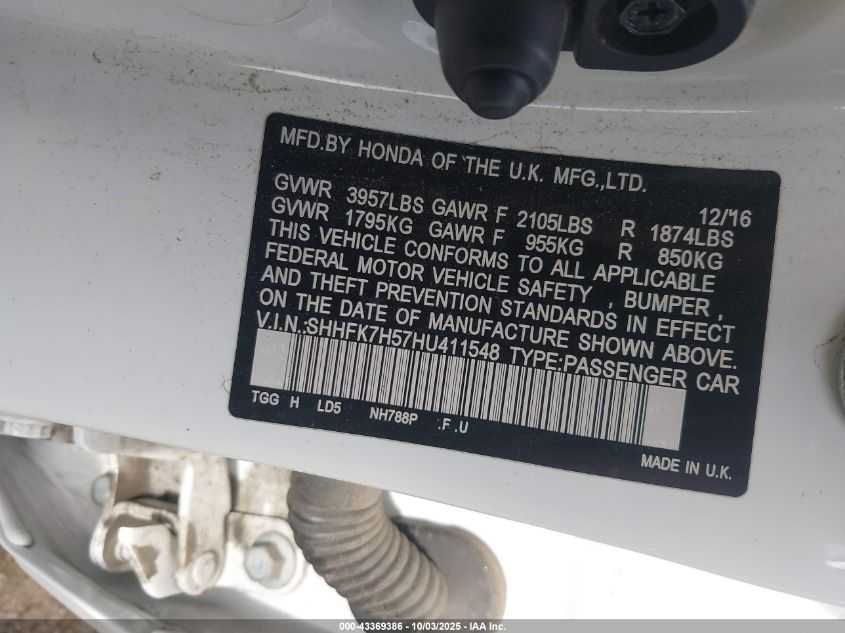 MFD.BY HONDA OF THE U.K. MFG.,LTD.
12/16
GVWR 3957LBS GAWR F 2105LBS R 1874LBS
GVWR 1795KG GAWR F 955KG R 850KG
THIS VEHICLE CONFORMS TO ALL APPLICABLE
FEDERAL MOTOR VEHICLE SAFETY , BUMPER ,
AND THEFT PREVENTION STANDARDS IN EFFECT
ON THE DATE OF MANUFACTURE SHOWN ABOVE.
V.I.N.:SHHFK7H57HU411548 TYPE:PASSENGER CAR
TGG H LD5 NH788P .F .U
MADE IN U.K.
000-43369386 - 10/03/2025 - IAA Inc.